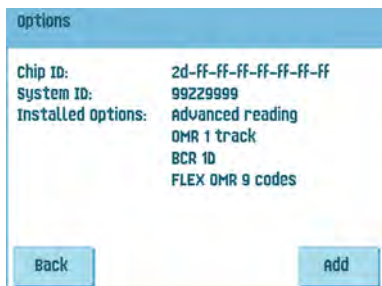 Options
Chip ID: 2d-ff-ff-ff-ff-ff-ff-ff
System ID: 99229999
Installed Options: Advanced reading
OMR 1 track
BCR 1D
FLEX OMR 9 codes
Back Add